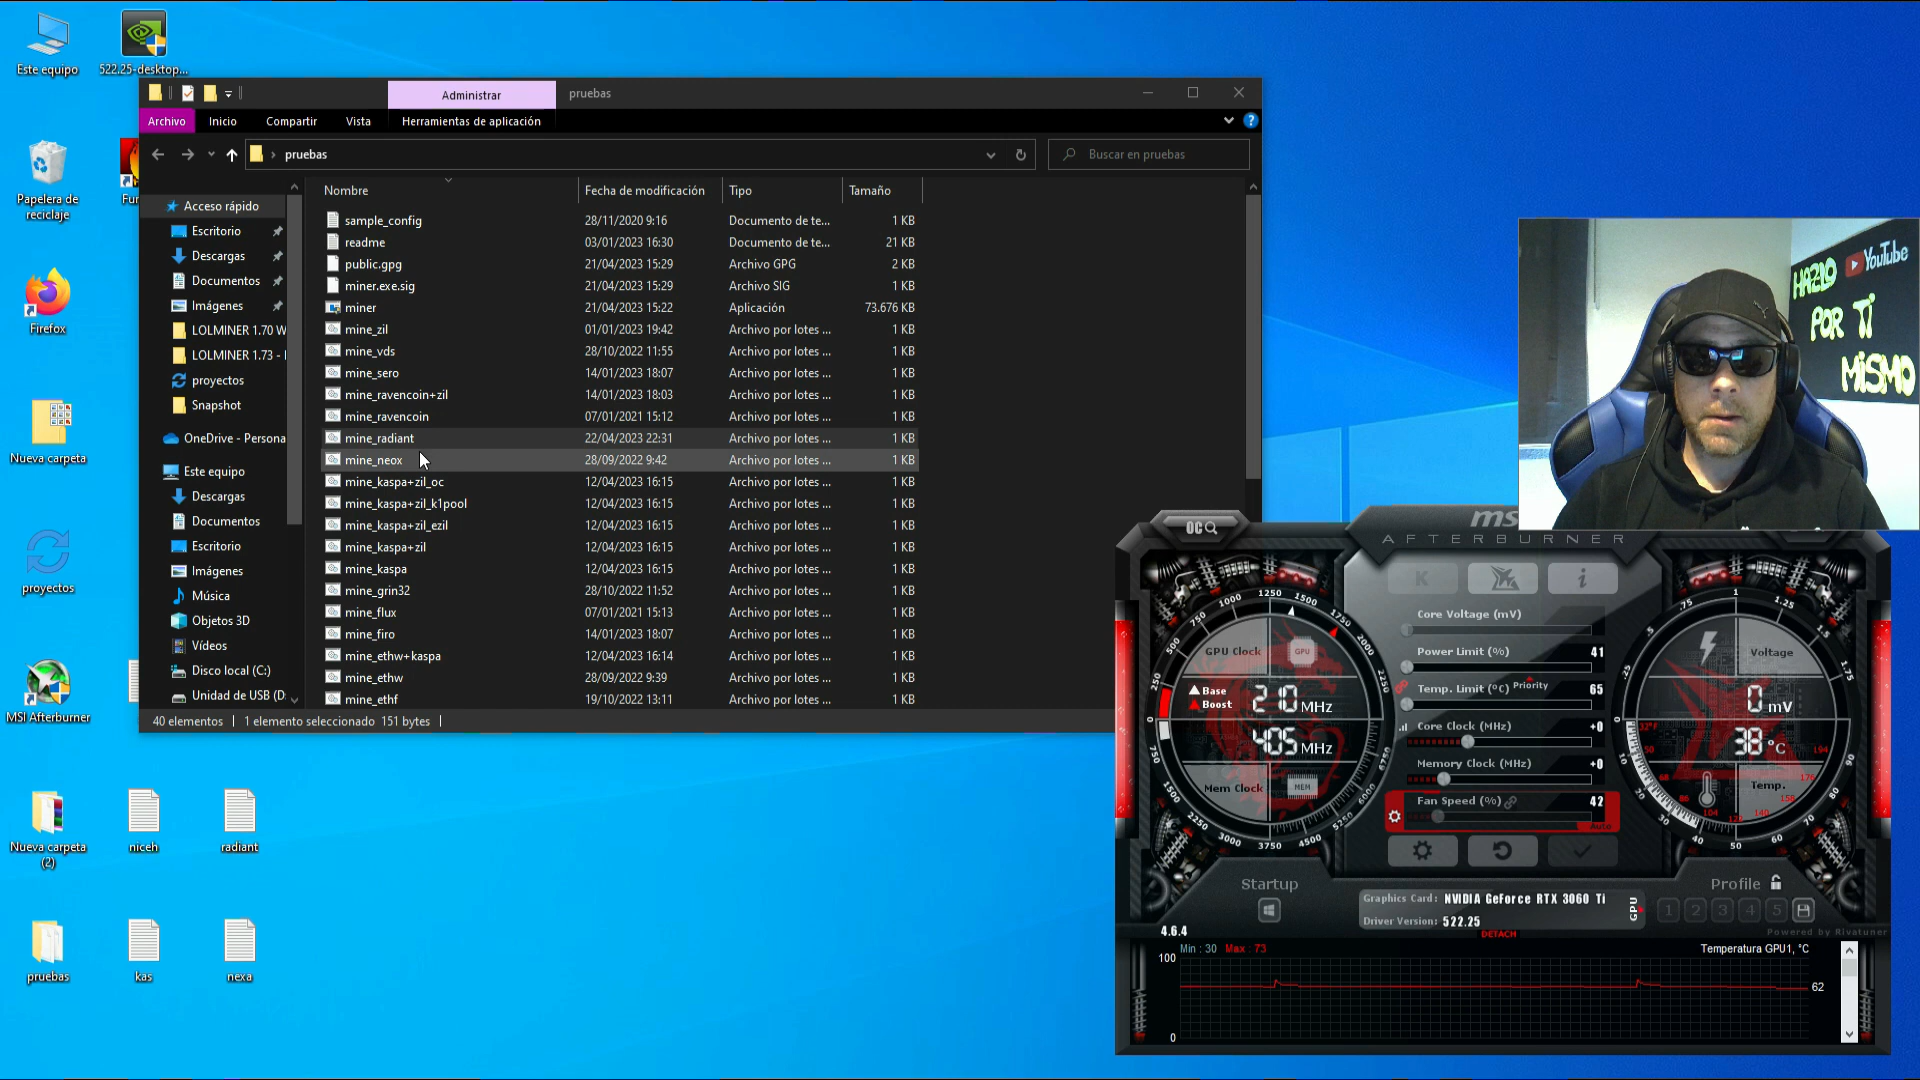 Este equipo
522.25-desktop...
Papelera de
reciclaje
Firefox
Nueva carpeta
proyectos
MSI Afterburner
Nueva carpeta
(2)
niceh
radiant
pruebas
kas
nexa
Administrar
pruebas
Archivo
Inicio
Compartir
Vista
Herramientas de aplicación
pruebas
Buscar en pruebas
Acceso rápido
Escritorio
Descargas
Documentos
Imágenes
LOLMINER 1.70 W
LOLMINER 1.73 -
proyectos
Snapshot
OneDrive - Persona
Este equipo
Descargas
Documentos
Escritorio
Imágenes
Música
Objetos 3D
Vídeos
Disco local (C:)
Unidad de USB (D:
Nombre Fecha de modificación Tipo Tamaño
sample_config 28/11/2020 9:16 Documento de te... 1 KB
readme 03/01/2023 16:30 Documento de te... 21 KB
public.gpg 21/04/2023 15:29 Archivo GPG 2 KB
miner.exe.sig 21/04/2023 15:29 Archivo SIG 1 KB
miner 21/04/2023 15:22 Aplicación 73.676 KB
mine_zil 01/01/2023 19:42 Archivo por lotes ... 1 KB
mine_vds 28/10/2022 11:55 Archivo por lotes ... 1 KB
mine_sero 14/01/2023 18:07 Archivo por lotes ... 1 KB
mine_ravencoin+zil 14/01/2023 18:03 Archivo por lotes ... 1 KB
mine_ravencoin 07/01/2021 15:12 Archivo por lotes ... 1 KB
mine_radiant 22/04/2023 22:31 Archivo por lotes ... 1 KB
mine_neox 28/09/2022 9:42 Archivo por lotes ... 1 KB
mine_kaspa+zil_oc 12/04/2023 16:15 Archivo por lotes ... 1 KB
mine_kaspa+zil_k1pool 12/04/2023 16:15 Archivo por lotes ... 1 KB
mine_kaspa+zil_ezil 12/04/2023 16:15 Archivo por lotes ... 1 KB
mine_kaspa+zil 12/04/2023 16:15 Archivo por lotes ... 1 KB
mine_kaspa 12/04/2023 16:15 Archivo por lotes ... 1 KB
mine_grin32 28/10/2022 11:52 Archivo por lotes ... 1 KB
mine_flux 07/01/2021 15:13 Archivo por lotes ... 1 KB
mine_firo 14/01/2023 18:07 Archivo por lotes ... 1 KB
mine_ethw+kaspa 12/04/2023 16:14 Archivo por lotes ... 1 KB
mine_ethw 28/09/2022 9:39 Archivo por lotes ... 1 KB
mine_ethf 19/10/2022 13:11 Archivo por lotes ... 1 KB
40 elementos 1 elemento seleccionado 151 bytes
YouTube
HAZLO
POR TI
MISMO
OC
AFTERBURNER
K i
Core Voltage (mV)
Power Limit (%) 41
Temp. Limit (°C) Priority 65
Core Clock (MHz) +0
Memory Clock (MHz) +0
Fan Speed (%) 42
Auto
GPU Clock
GPU
Base
Boost
210 MHz
405 MHz
Mem Clock
MEM
Voltage
0 mV
38 °C
Temp.
Startup
Profile
Graphics Card: NVIDIA GeForce RTX 3060 Ti
Driver Version: 522.25
GPU
1 2 3 4 5
DETACH
4.6.4
Powered by Rivatuner
Min : 30 Max : 73
Temperatura GPU1, °C
100
62
0